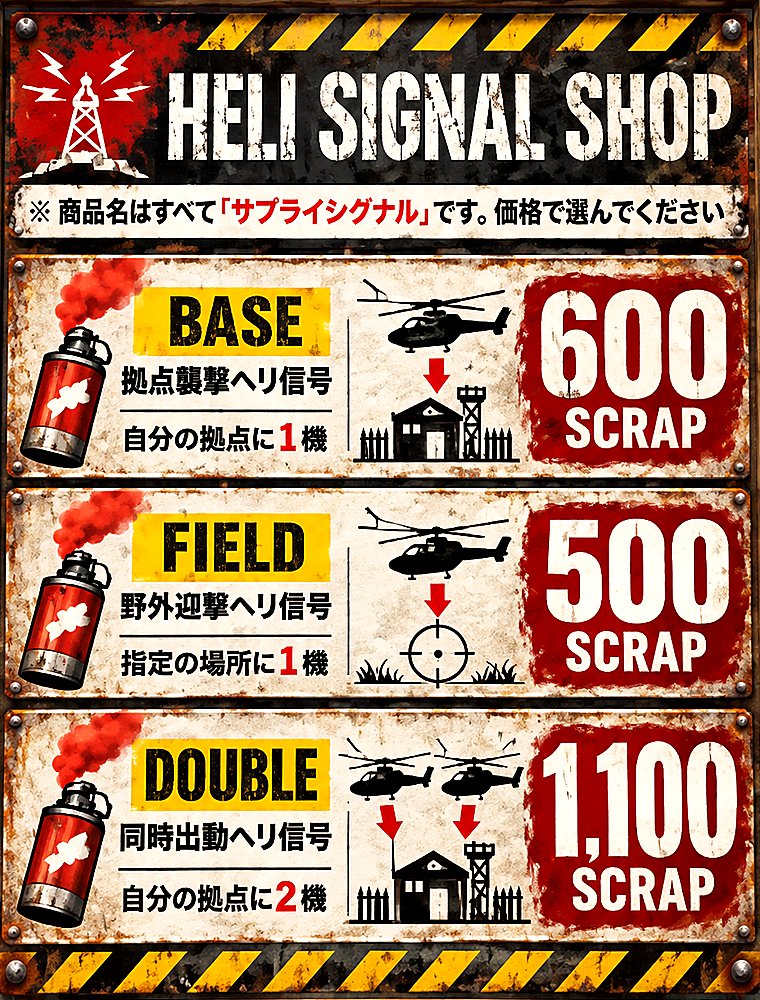 HELI SIGNAL SHOP
※ 商品名はすべて「サプライシグナル」です。価格で選んでください
BASE
拠点襲撃ヘリ信号
自分の拠点に1機
600
SCRAP
FIELD
野外迎撃ヘリ信号
指定の場所に1機
500
SCRAP
DOUBLE
同時出動ヘリ信号
自分の拠点に2機
1,100
SCRAP